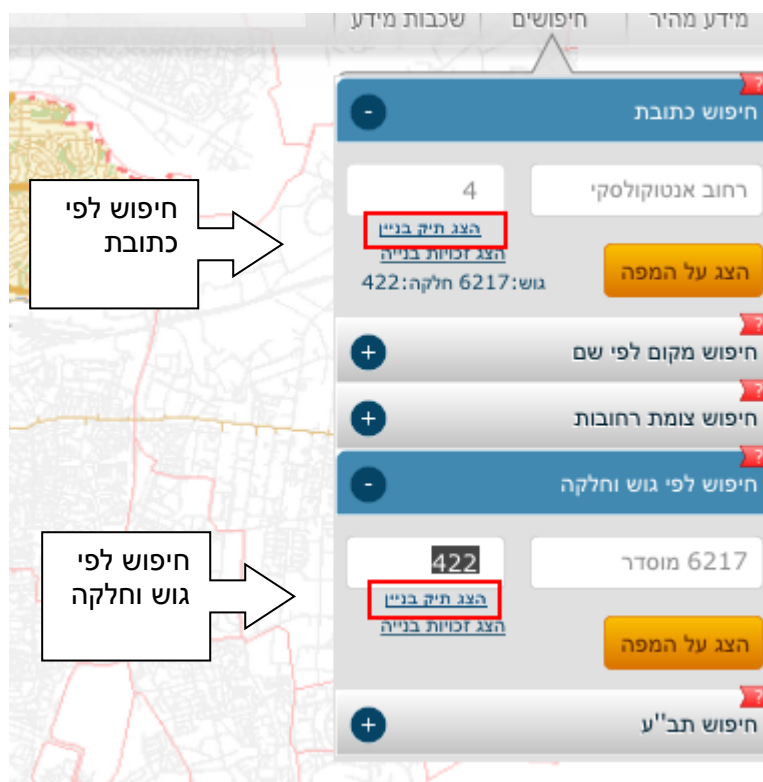 מידע מהיר חיפושים שכבות מידע
?
חיפוש כתובת -
רחוב אנטוקולסקי 4
הצג תיק בניין
הצג זכויות בנייה
הצג על המפה
גוש:6217 חלקה:422
חיפוש לפי
כתובת
?
חיפוש מקום לפי שם +
?
חיפוש צומת רחובות +
?
חיפוש לפי גוש וחלקה -
6217 מוסדר 422
הצג תיק בניין
הצג זכויות בנייה
הצג על המפה
חיפוש לפי
גוש וחלקה
?
חיפוש תב''ע +